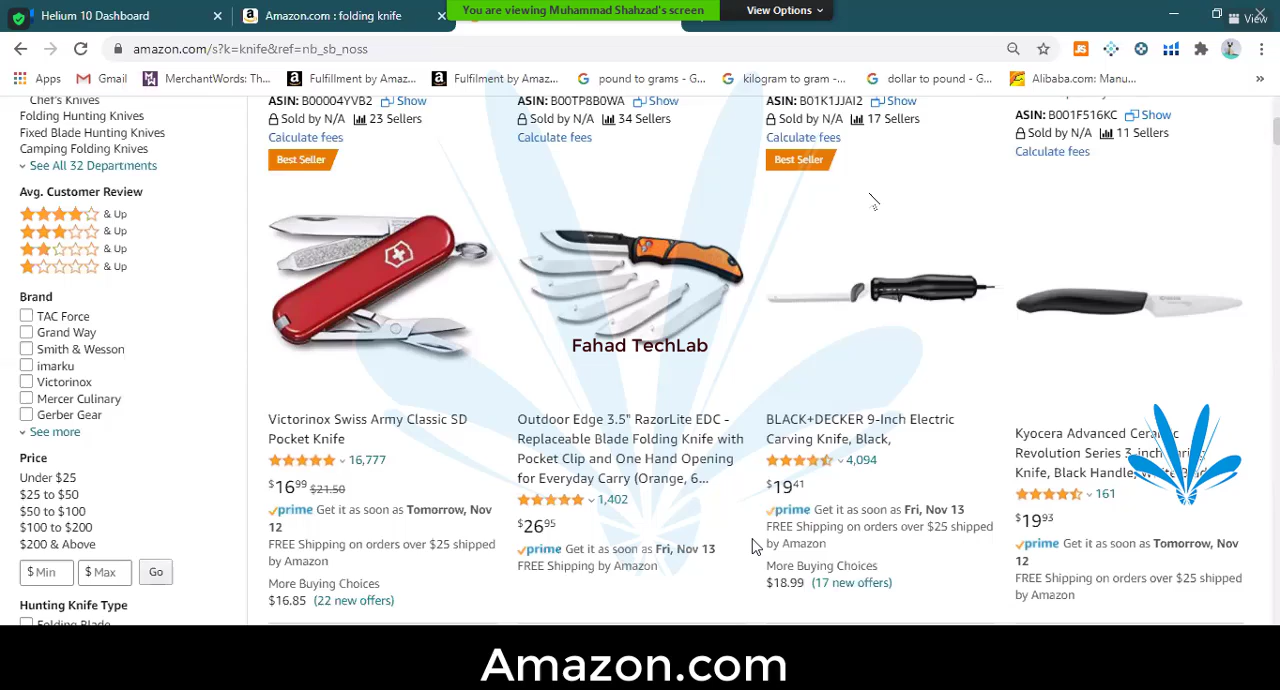 Helium 10 Dashboard
Amazon.com : folding knife
You are viewing Muhammad Shahzad's screen
View Options
View
amazon.com/s?k=knife&ref=nb_sb_noss
Apps
Gmail
MerchantWords: Th...
Fulfillment by Amaz...
Fulfilment by Amaz...
pound to grams - G...
kilogram to gram -...
dollar to pound - G...
Alibaba.com: Manu...
Chef's Knives
Folding Hunting Knives
Fixed Blade Hunting Knives
Camping Folding Knives
See All 32 Departments
Avg. Customer Review
& Up
& Up
& Up
& Up
Brand
TAC Force
Grand Way
Smith & Wesson
imarku
Victorinox
Mercer Culinary
Gerber Gear
See more
Price
Under $25
$25 to $50
$50 to $100
$100 to $200
$200 & Above
$ Min
$ Max
Go
Hunting Knife Type
Folding Blade
ASIN: B00004YVB2 Show
Sold by N/A 23 Sellers
Calculate fees
Best Seller
Victorinox Swiss Army Classic SD
Pocket Knife
16,777
$16.99 $21.50
prime Get it as soon as Tomorrow, Nov
12
FREE Shipping on orders over $25 shipped
by Amazon
More Buying Choices
$16.85 (22 new offers)
ASIN: B00TP8B0WA Show
Sold by N/A 34 Sellers
Calculate fees
Fahad TechLab
Outdoor Edge 3.5" RazorLite EDC -
Replaceable Blade Folding Knife with
Pocket Clip and One Hand Opening
for Everyday Carry (Orange, 6...
1,402
$26.95
prime Get it as soon as Fri, Nov 13
FREE Shipping by Amazon
ASIN: B01K1JJAI2 Show
Sold by N/A 17 Sellers
Calculate fees
Best Seller
BLACK+DECKER 9-Inch Electric
Carving Knife, Black,
4,094
$19.41
prime Get it as soon as Fri, Nov 13
FREE Shipping on orders over $25 shipped
by Amazon
More Buying Choices
$18.99 (17 new offers)
ASIN: B001F516KC Show
Sold by N/A 11 Sellers
Calculate fees
Kyocera Advanced Ceramic
Revolution Series 3-inch
Knife, Black Handle,
161
$19.93
prime Get it as soon as Tomorrow, Nov
12
FREE Shipping on orders over $25 shipped
by Amazon
Amazon.com